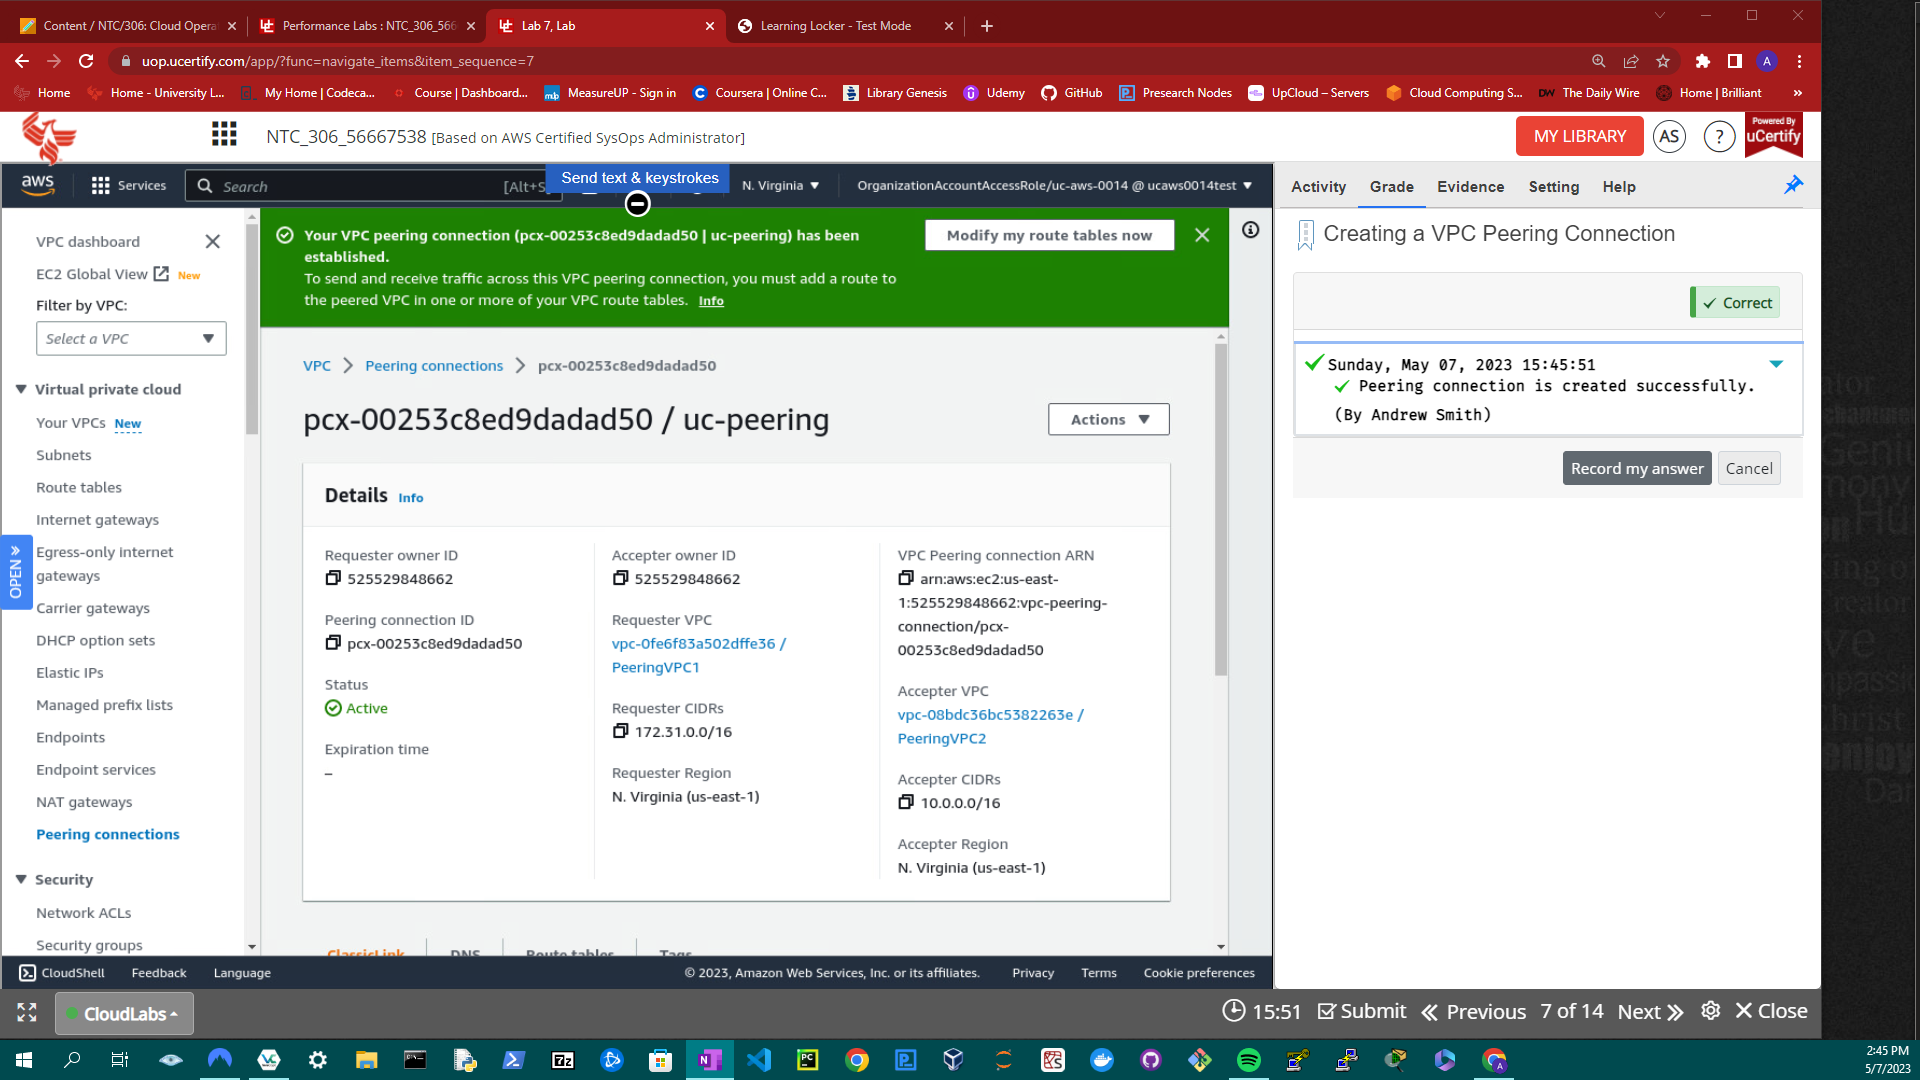 Content / NTC/306: Cloud Opera
Performance Labs : NTC_306_566
Lab 7, Lab
Learning Locker - Test Mode
uop.ucertify.com/app/?func=navigate_items&item_sequence=7
A
Home
Home - University L...
My Home | Codeca...
Course | Dashboard...
MeasureUP - Sign in
Coursera | Online C...
Library Genesis
Udemy
GitHub
Presearch Nodes
UpCloud – Servers
Cloud Computing S...
The Daily Wire
Home | Brilliant
NTC_306_56667538 [Based on AWS Certified SysOps Administrator]
MY LIBRARY
AS
?
Powered By
uCertify
aws
Services
Search
[Alt+S
Send text & keystrokes
N. Virginia
OrganizationAccountAccessRole/uc-aws-0014 @ ucaws0014test
Activity
Grade
Evidence
Setting
Help
VPC dashboard
EC2 Global View New
Filter by VPC:
Select a VPC
Virtual private cloud
Your VPCs New
Subnets
Route tables
Internet gateways
Egress-only internet
gateways
Carrier gateways
DHCP option sets
Elastic IPs
Managed prefix lists
Endpoints
Endpoint services
NAT gateways
Peering connections
Security
Network ACLs
Security groups
OPEN
Your VPC peering connection (pcx-00253c8ed9dadad50 | uc-peering) has been
established.
To send and receive traffic across this VPC peering connection, you must add a route to
the peered VPC in one or more of your VPC route tables. Info
Modify my route tables now
VPC
Peering connections
pcx-00253c8ed9dadad50
pcx-00253c8ed9dadad50 / uc-peering
Actions
Details Info
Requester owner ID
525529848662
Peering connection ID
pcx-00253c8ed9dadad50
Status
Active
Expiration time
–
Accepter owner ID
525529848662
Requester VPC
vpc-0fe6f83a502dffe36 /
PeeringVPC1
Requester CIDRs
172.31.0.0/16
Requester Region
N. Virginia (us-east-1)
VPC Peering connection ARN
arn:aws:ec2:us-east-
1:525529848662:vpc-peering-
connection/pcx-
00253c8ed9dadad50
Accepter VPC
vpc-08bdc36bc5382263e /
PeeringVPC2
Accepter CIDRs
10.0.0.0/16
Accepter Region
N. Virginia (us-east-1)
ClassicLink
DNS
Route tables
Tags
Creating a VPC Peering Connection
Correct
Sunday, May 07, 2023 15:45:51
Peering connection is created successfully.
(By Andrew Smith)
Record my answer
Cancel
CloudShell
Feedback
Language
© 2023, Amazon Web Services, Inc. or its affiliates.
Privacy
Terms
Cookie preferences
CloudLabs
15:51
Submit
Previous
7 of 14
Next
Close
2:45 PM
5/7/2023